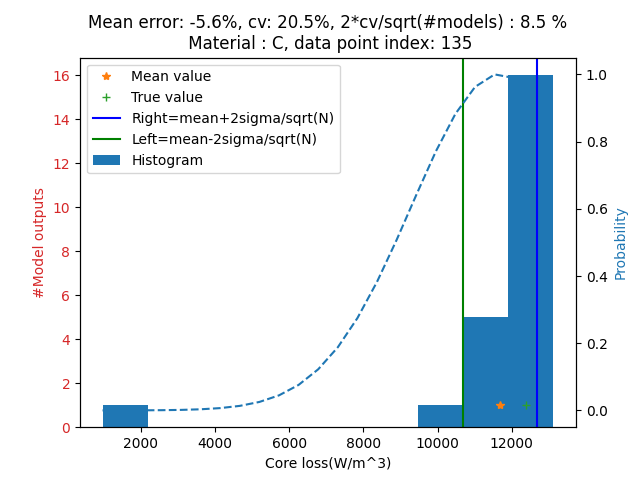 Mean error: -5.6%, cv: 20.5%, 2*cv/sqrt(#models) : 8.5 %
Material : C, data point index: 135
Mean value
True value
Right=mean+2sigma/sqrt(N)
Left=mean-2sigma/sqrt(N)
Histogram
16
14
12
10
8
6
4
2
0
#Model outputs
1.0
0.8
0.6
0.4
0.2
0.0
Probability
2000 4000 6000 8000 10000 12000
Core loss(W/m^3)